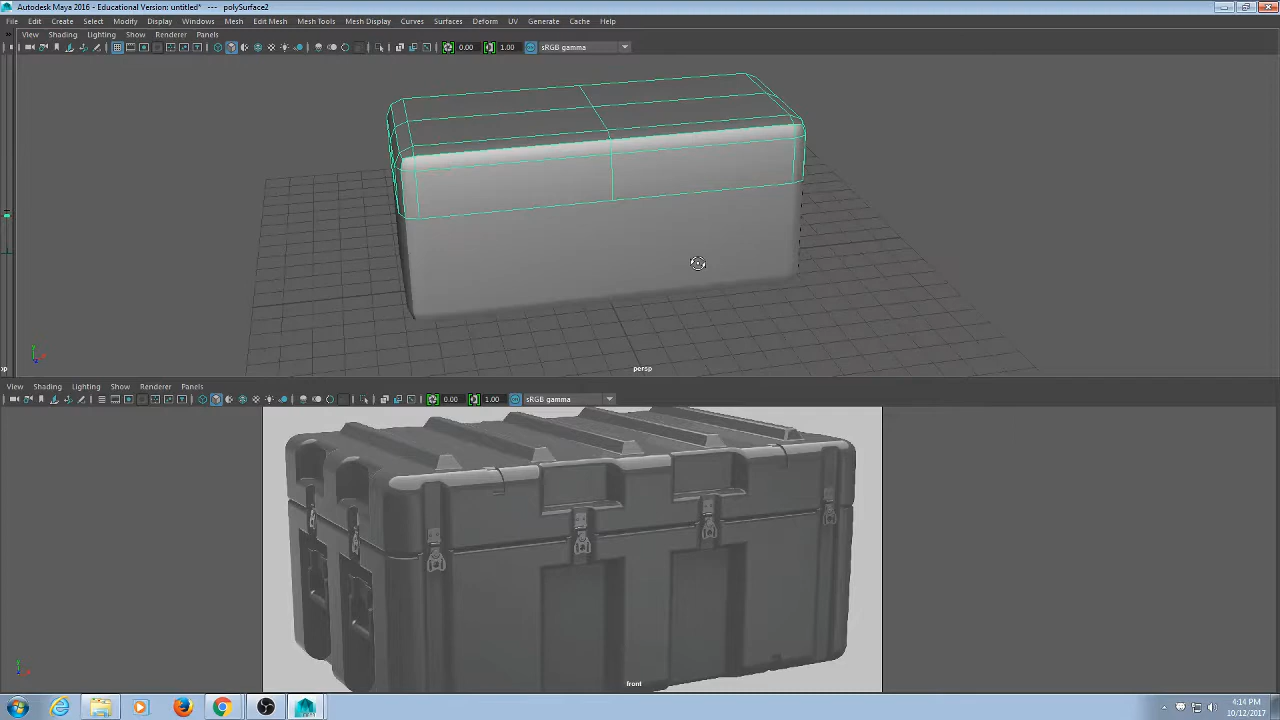 Autodesk Maya 2016 - Educational Version: untitled* --- polySurface2
File Edit Create Select Modify Display Windows Mesh Edit Mesh Mesh Tools Mesh Display Curves Surfaces Deform UV Generate Cache Help
View Shading Lighting Show Renderer Panels
0.00 1.00 sRGB gamma
persp
View Shading Lighting Show Renderer Panels
0.00 1.00 sRGB gamma
front
4:14 PM
10/12/2017